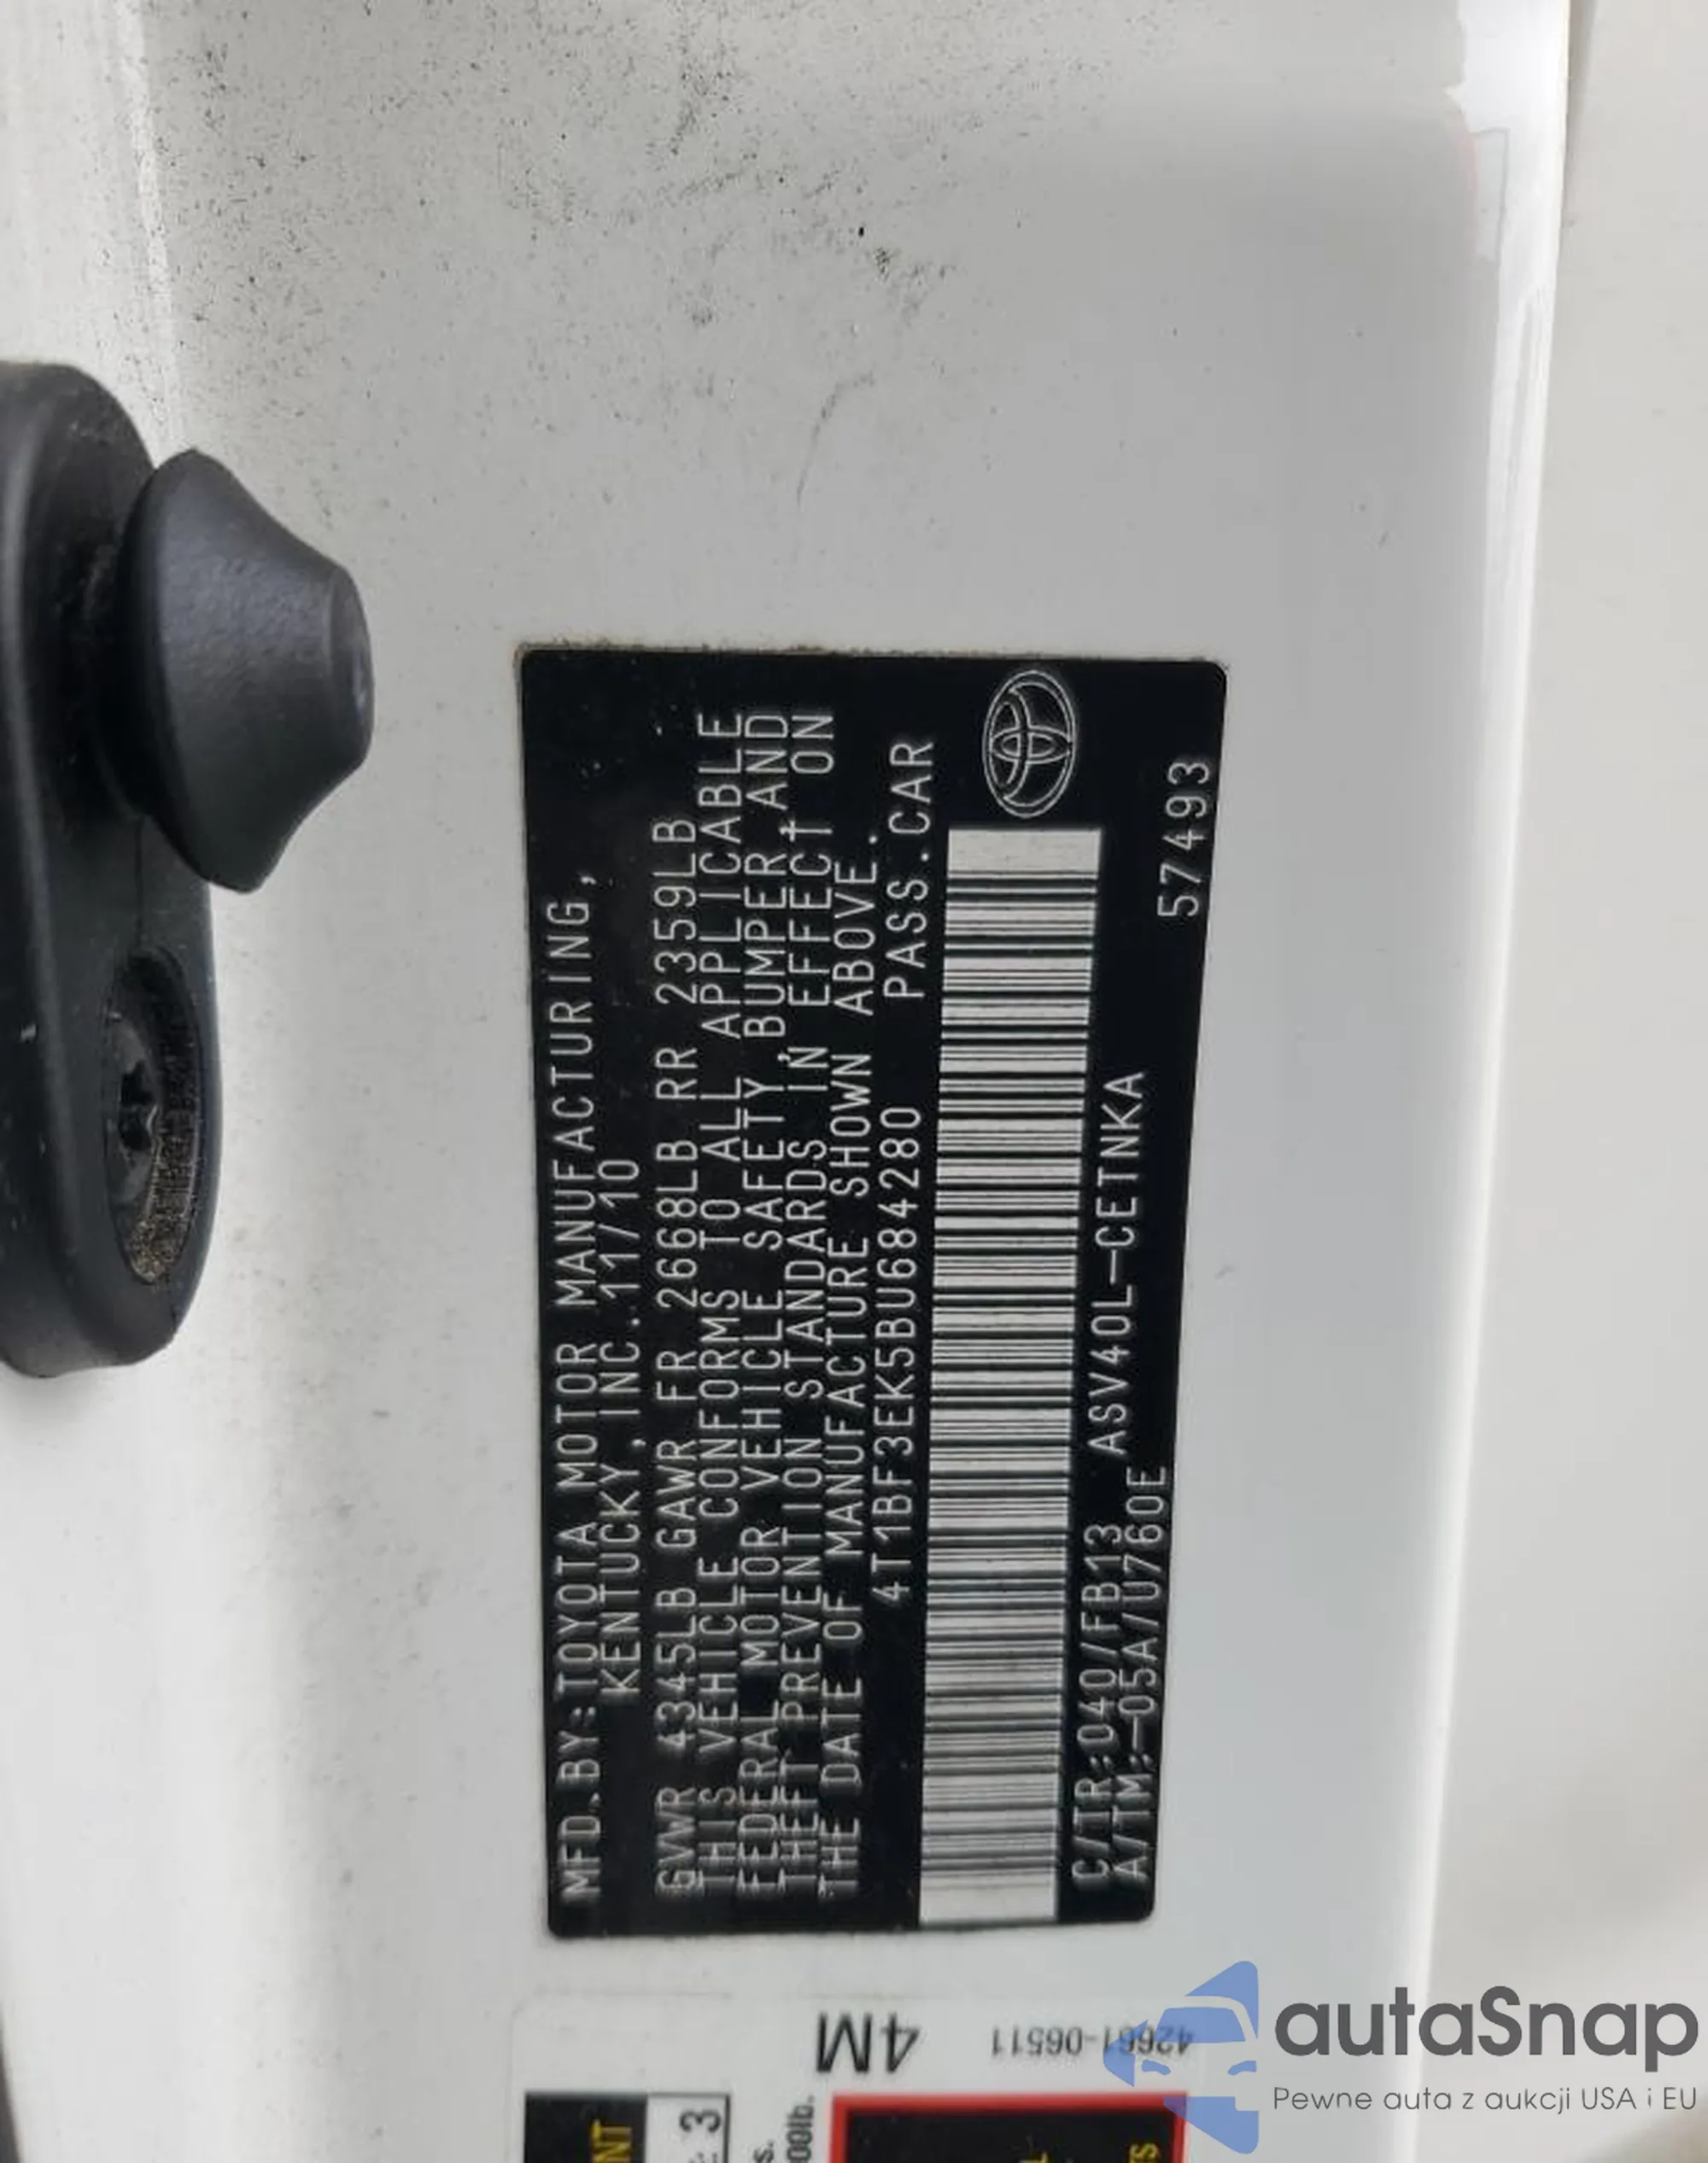 MFD.BY:TOYOTA MOTOR MANUFACTURING,
KENTUCKY, INC. 11/10
GVWR 4345LB GAWR FR 2668LB RR 2359LB
THIS VEHICLE CONFORMS TO ALL APPLICABLE
FEDERAL MOTOR VEHICLE SAFETY, BUMPER AND
THEFT PREVENTION STANDARDS IN EFFECT ON
THE DATE OF MANUFACTURE SHOWN ABOVE.
4T1BF3EK5BU684280 PASS.CAR
C/TR:040/FB13 ASV40L-CETNKA
A/TM:-05A/U760E 57493
4M
42661-06511
NT
3
00lb.
autaSnap
Pewne auta z aukcji USA i EU